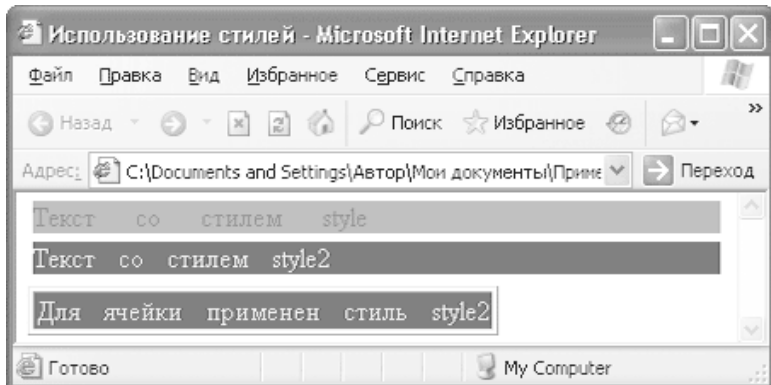 Использование стилей - Microsoft Internet Explorer
Файл Правка Вид Избранное Сервис Справка
Назад Поиск Избранное »
Адрес: C:\Documents and Settings\Автор\Мои документы\Приме Переход
Текст со стилем style
Текст со стилем style2
Для ячейки применен стиль style2
Готово My Computer